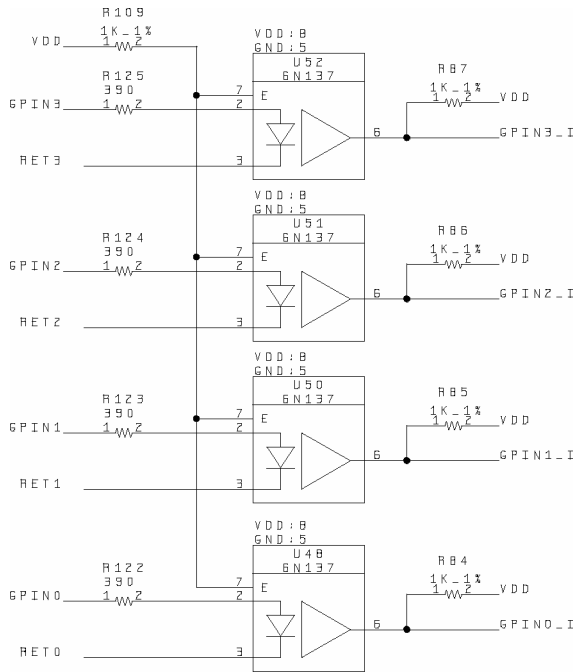 R109
1K_1%
VDD 1 2
VDD:8
GND:5
U52
6N137
R125
390
GPIN3 1 2
7 E
2
RET3 3
6
R87
1K_1%
1 2 VDD
GPIN3_I
VDD:8
GND:5
U51
6N137
R124
390
GPIN2 1 2
7 E
2
RET2 3
6
R86
1K_1%
1 2 VDD
GPIN2_I
VDD:8
GND:5
U50
6N137
R123
390
GPIN1 1 2
7 E
2
RET1 3
6
R85
1K_1%
1 2 VDD
GPIN1_I
VDD:8
GND:5
U48
6N137
R122
390
GPIN0 1 2
7 E
2
RET0 3
6
R84
1K_1%
1 2 VDD
GPIN0_I